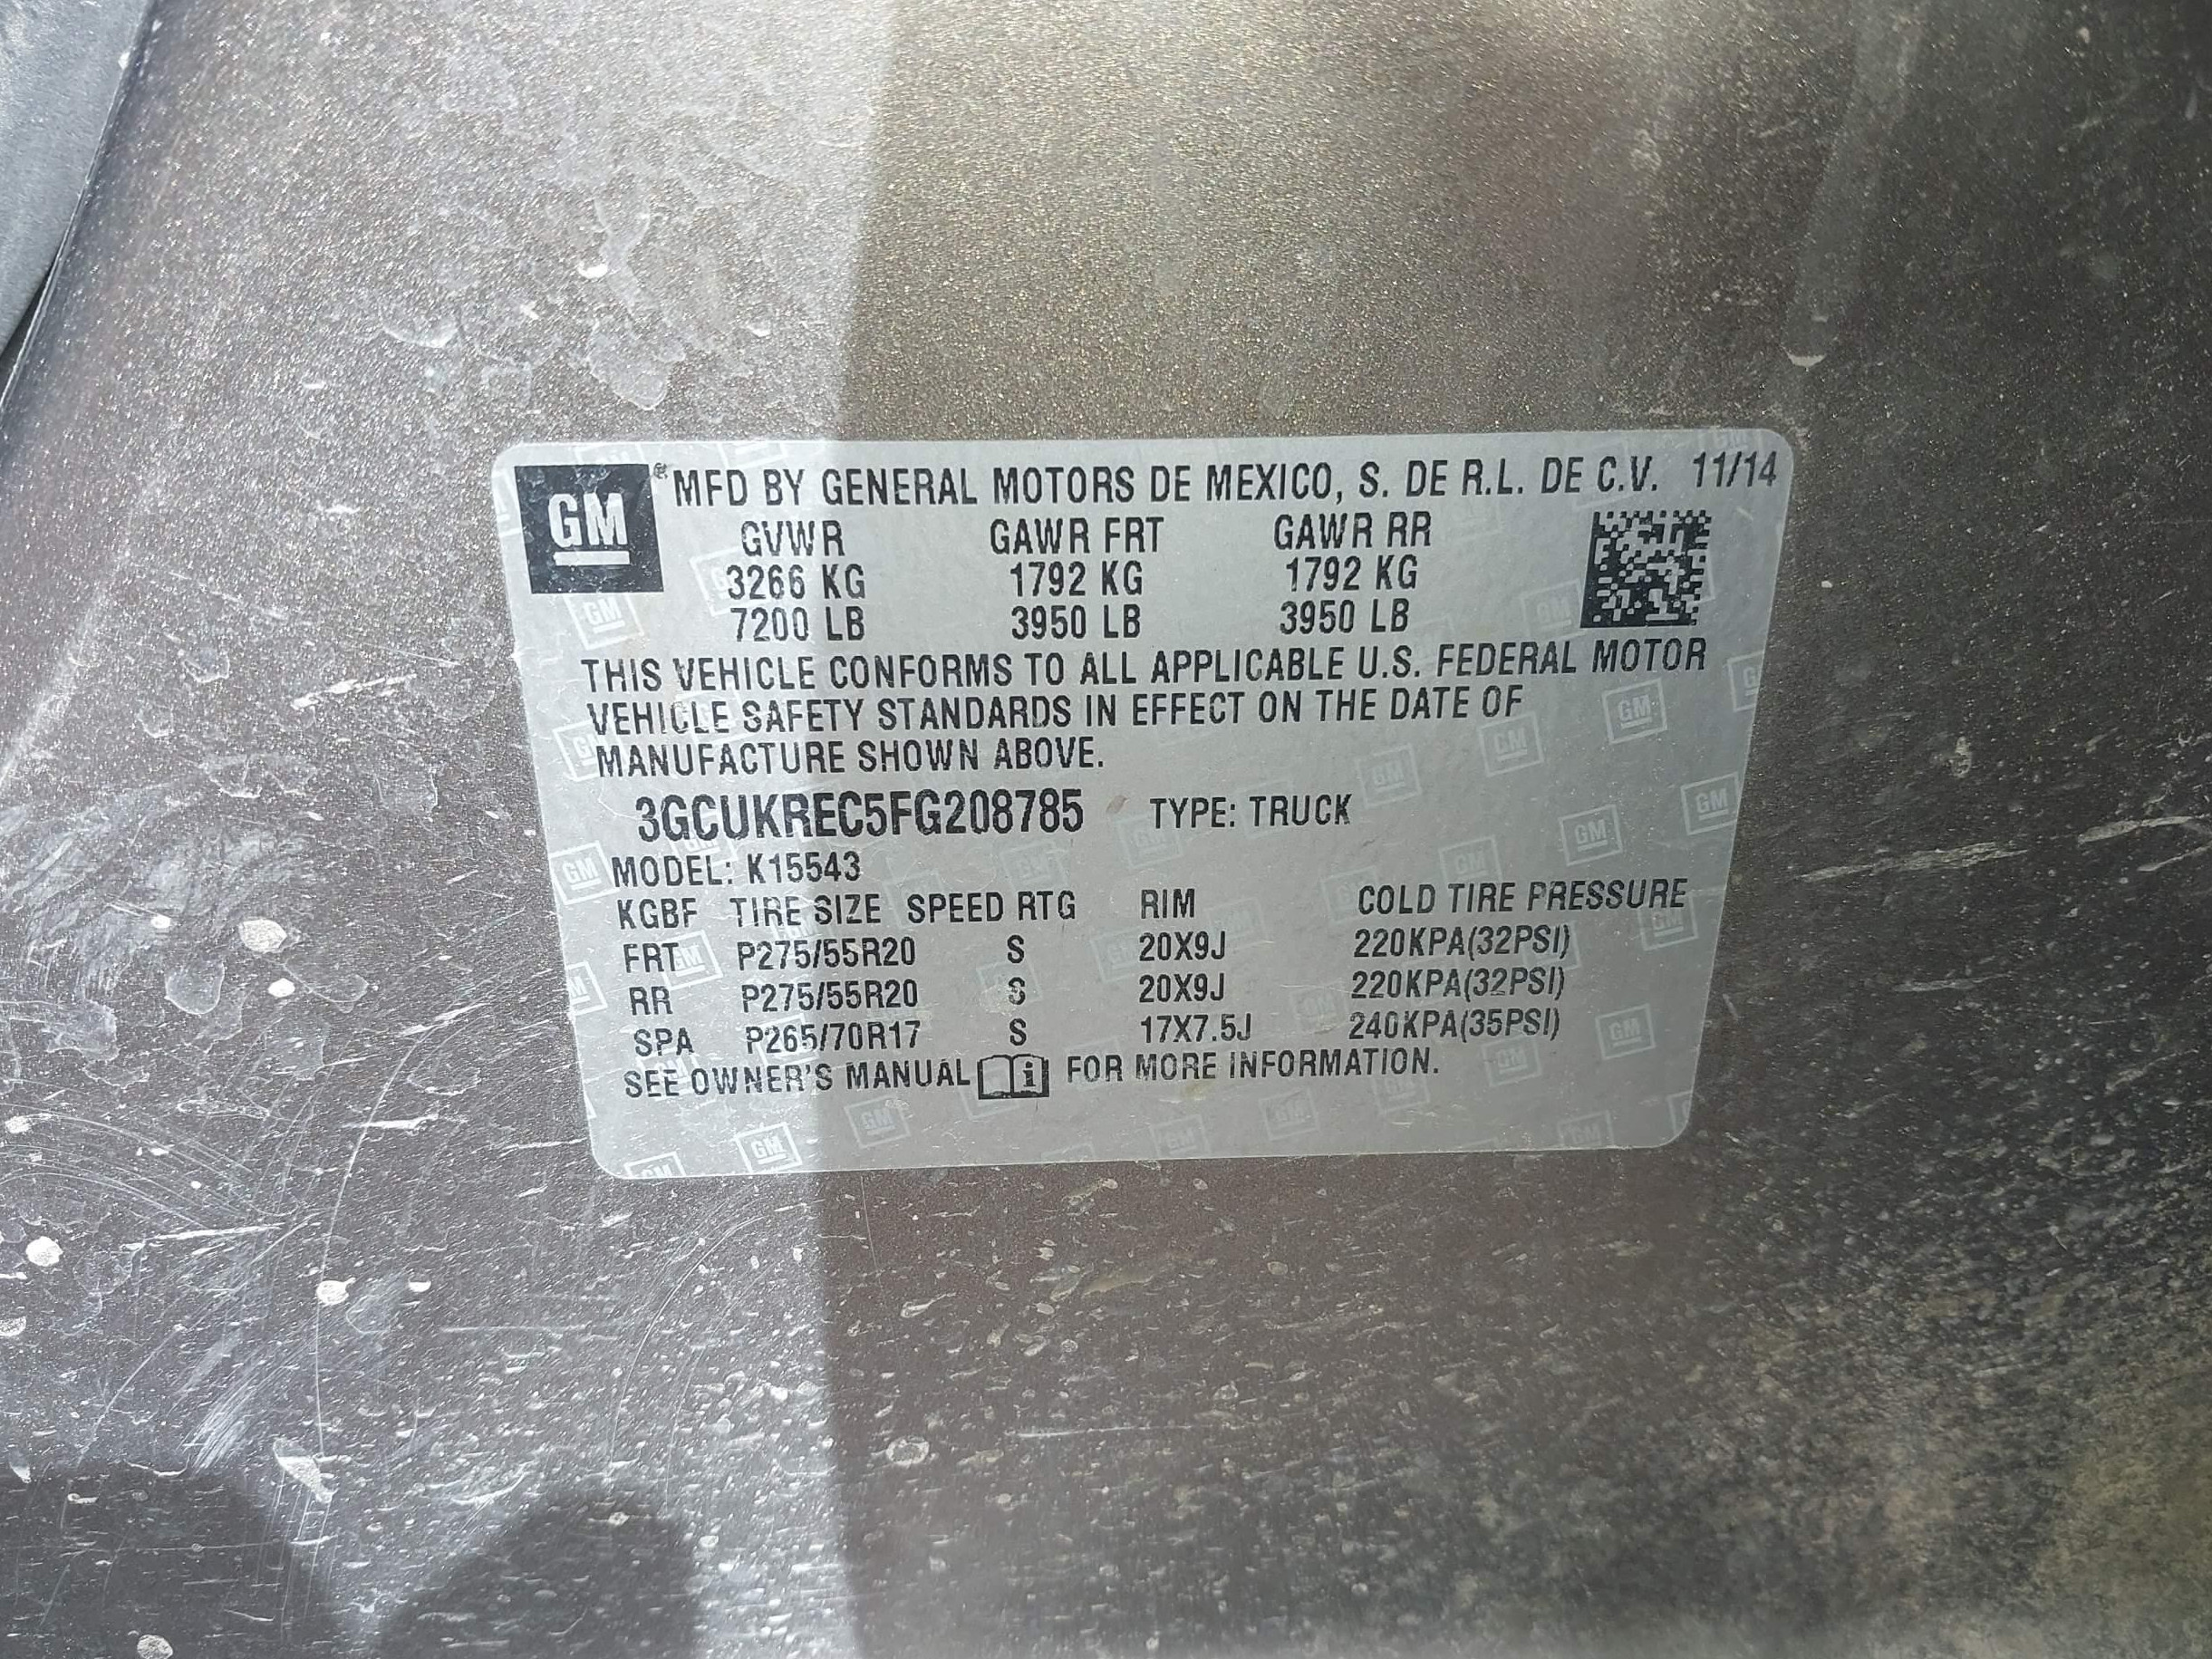 GM ® MFD BY GENERAL MOTORS DE MEXICO, S. DE R.L. DE C.V. 11/14
GVWR GAWR FRT GAWR RR
3266 KG 1792 KG 1792 KG
7200 LB 3950 LB 3950 LB
THIS VEHICLE CONFORMS TO ALL APPLICABLE U.S. FEDERAL MOTOR
VEHICLE SAFETY STANDARDS IN EFFECT ON THE DATE OF
MANUFACTURE SHOWN ABOVE.
3GCUKREC5FG208785 TYPE: TRUCK
MODEL: K15543
KGBF TIRE SIZE SPEED RTG RIM COLD TIRE PRESSURE
FRT P275/55R20 S 20X9J 220KPA(32PSI)
RR P275/55R20 S 20X9J 220KPA(32PSI)
SPA P265/70R17 S 17X7.5J 240KPA(35PSI)
SEE OWNER'S MANUAL i FOR MORE INFORMATION.